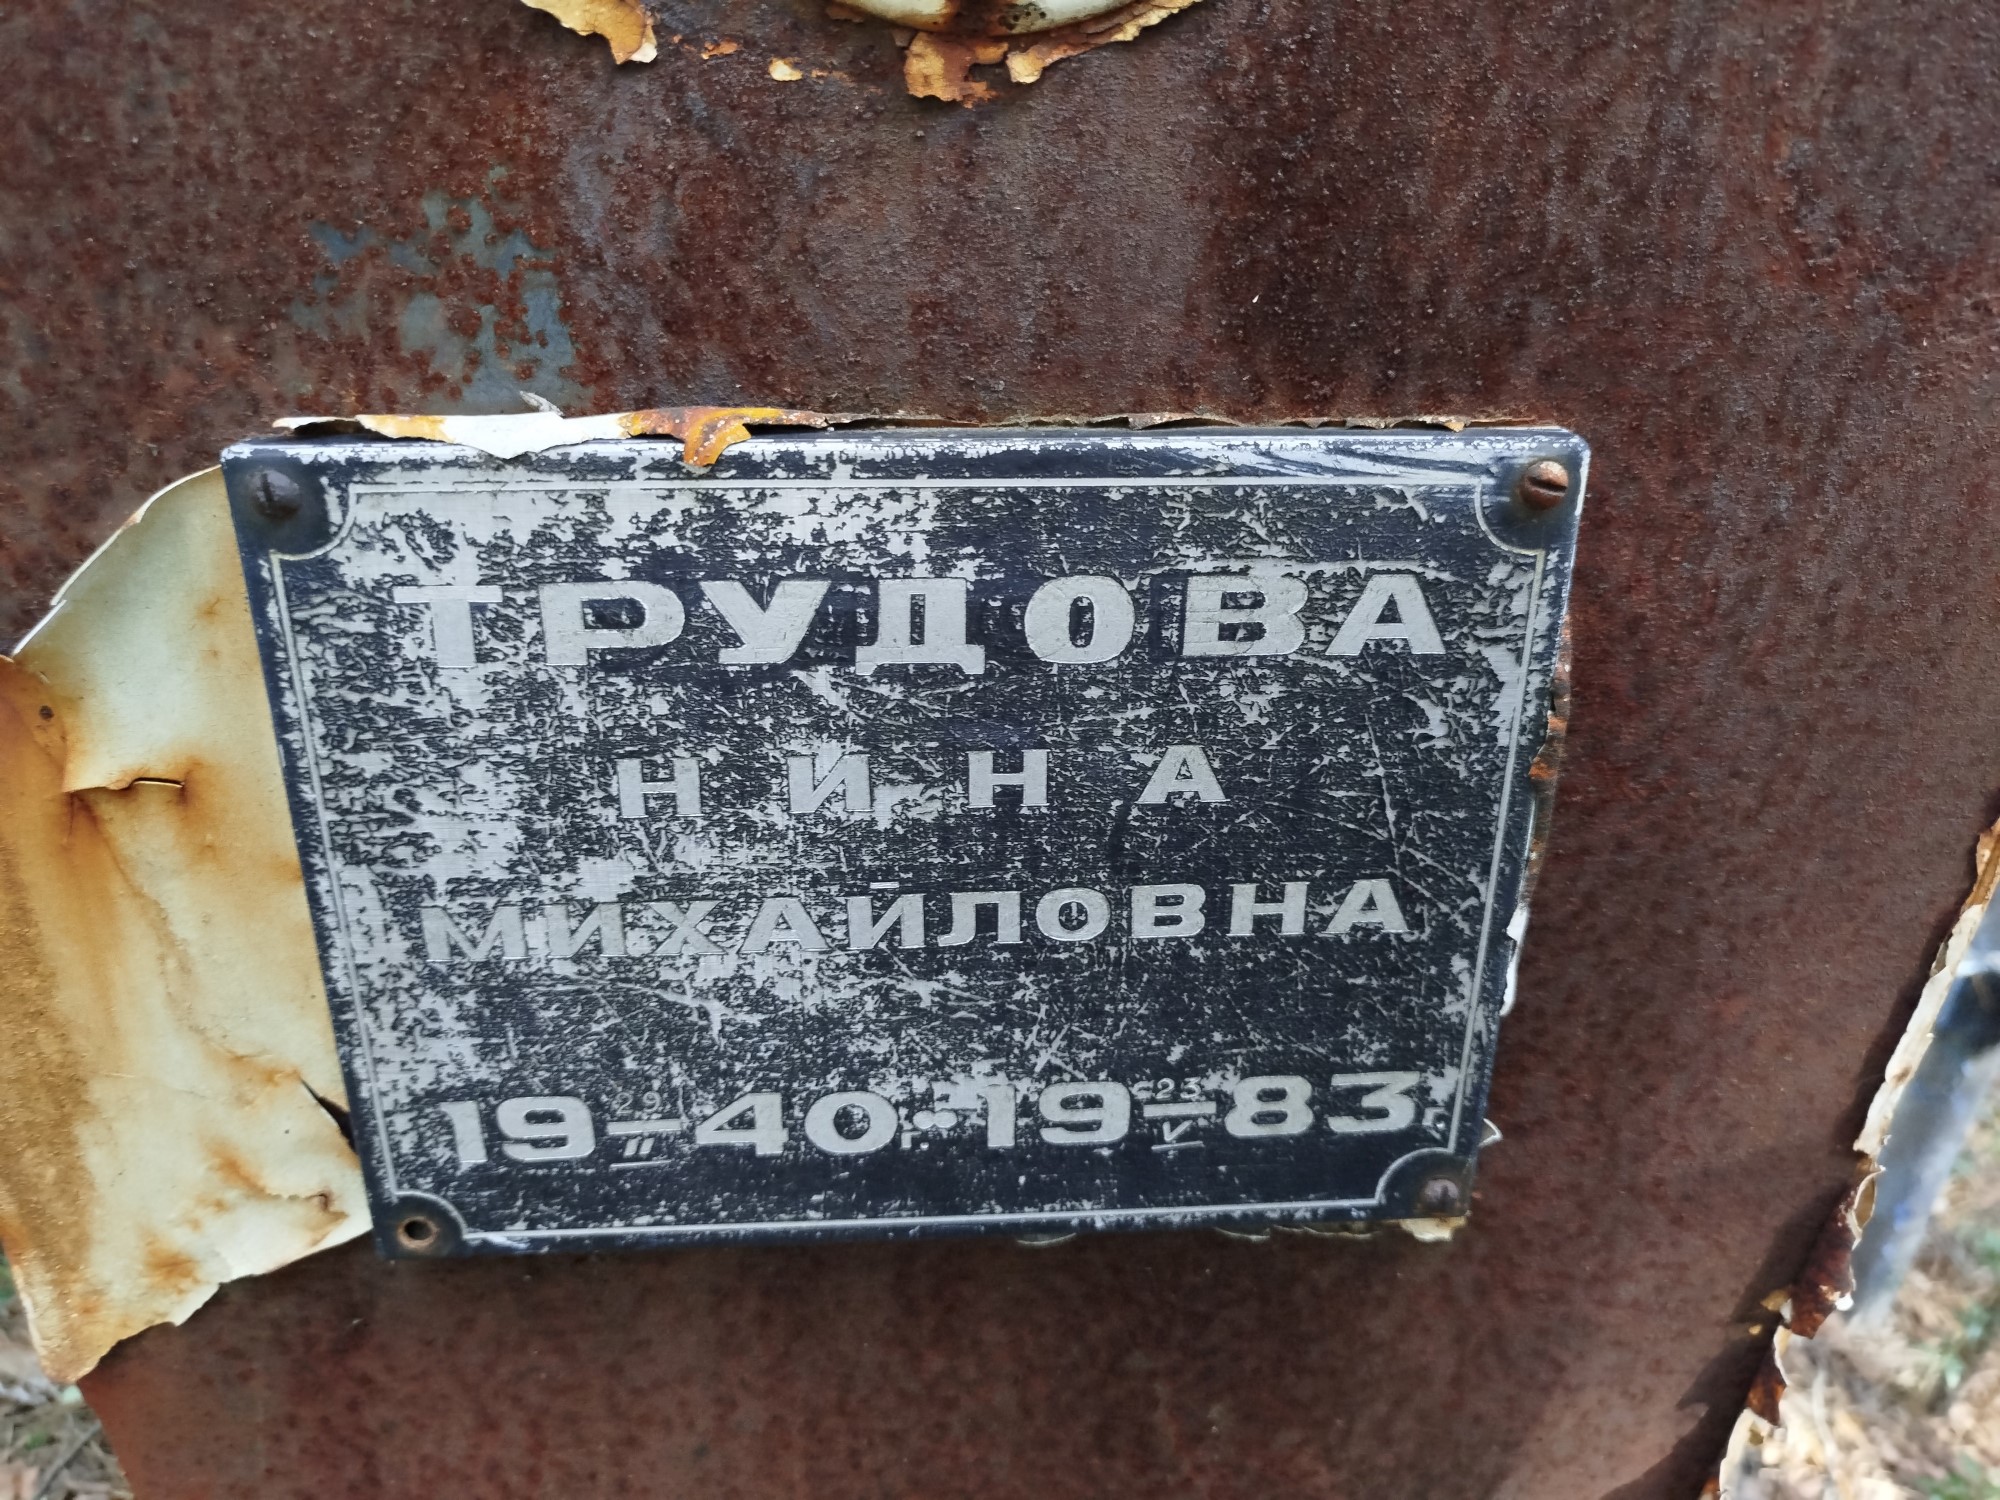 ТРУДОВА
НИНА
МИХАЙЛОВНА
19 29/II 40 г. • 19 23/V 83 г.